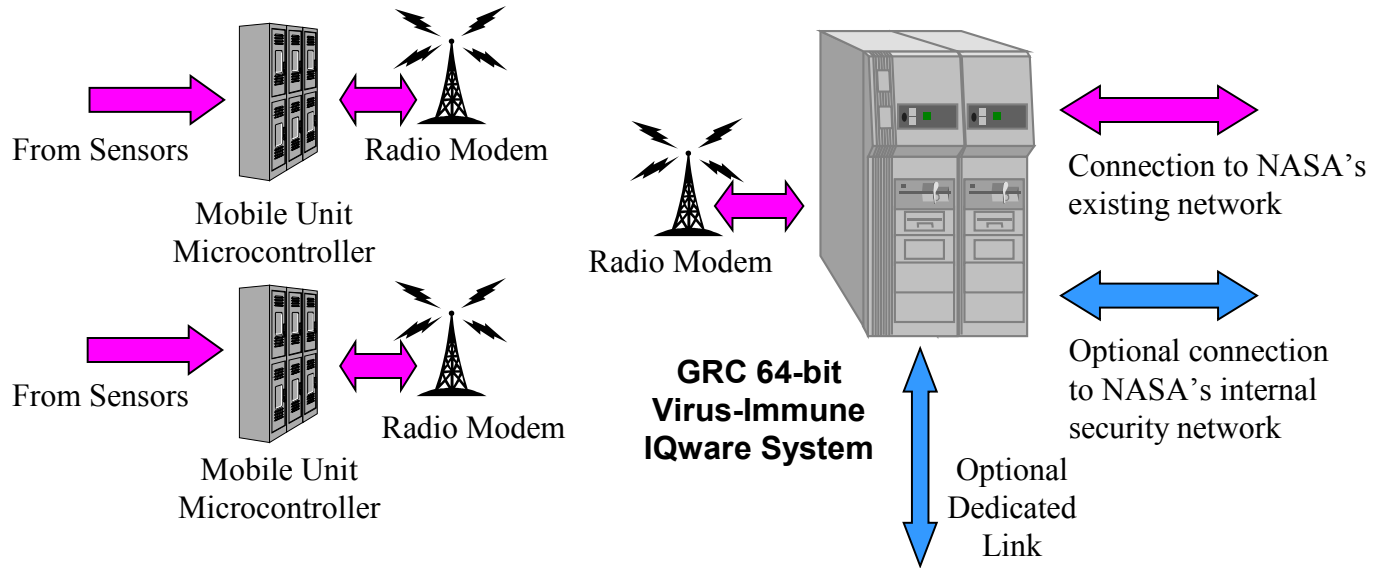 From Sensors
Mobile Unit
Microcontroller
Radio Modem
From Sensors
Mobile Unit
Microcontroller
Radio Modem
Radio Modem
GRC 64-bit
Virus-Immune
IQware System
Connection to NASA’s
existing network
Optional connection
to NASA’s internal
security network
Optional
Dedicated
Link